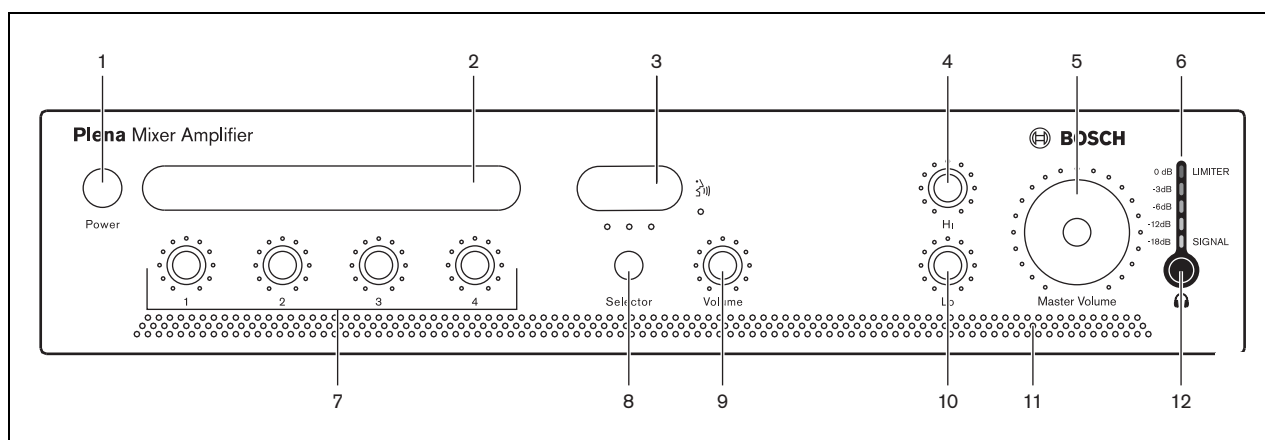 1 2 3 4 5 6
Plena Mixer Amplifier
BOSCH
0 dB LIMITER
-3dB
-6dB
-12dB
-18dB SIGNAL
Power
Hi
1 2 3 4
Selector Volume Lo Master Volume
7 8 9 10 11 12